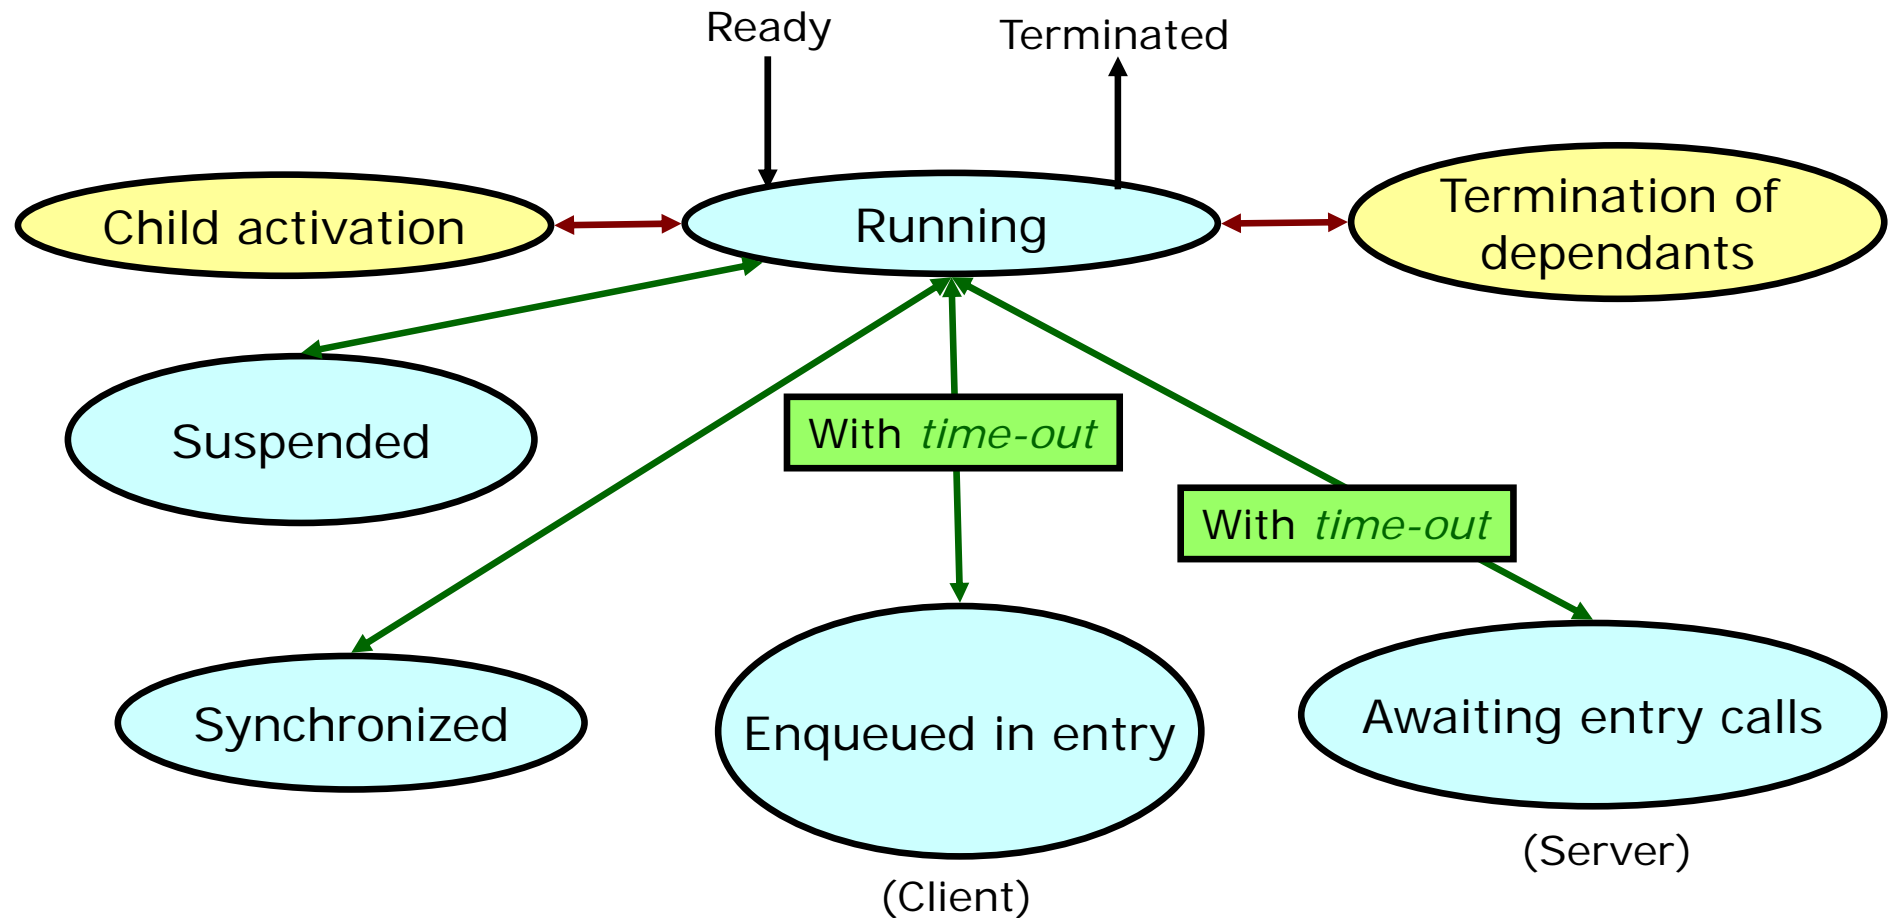 Ready
Terminated
Child activation
Running
Termination of
dependants
Suspended
With time-out
With time-out
Synchronized
Enqueued in entry
Awaiting entry calls
(Server)
(Client)